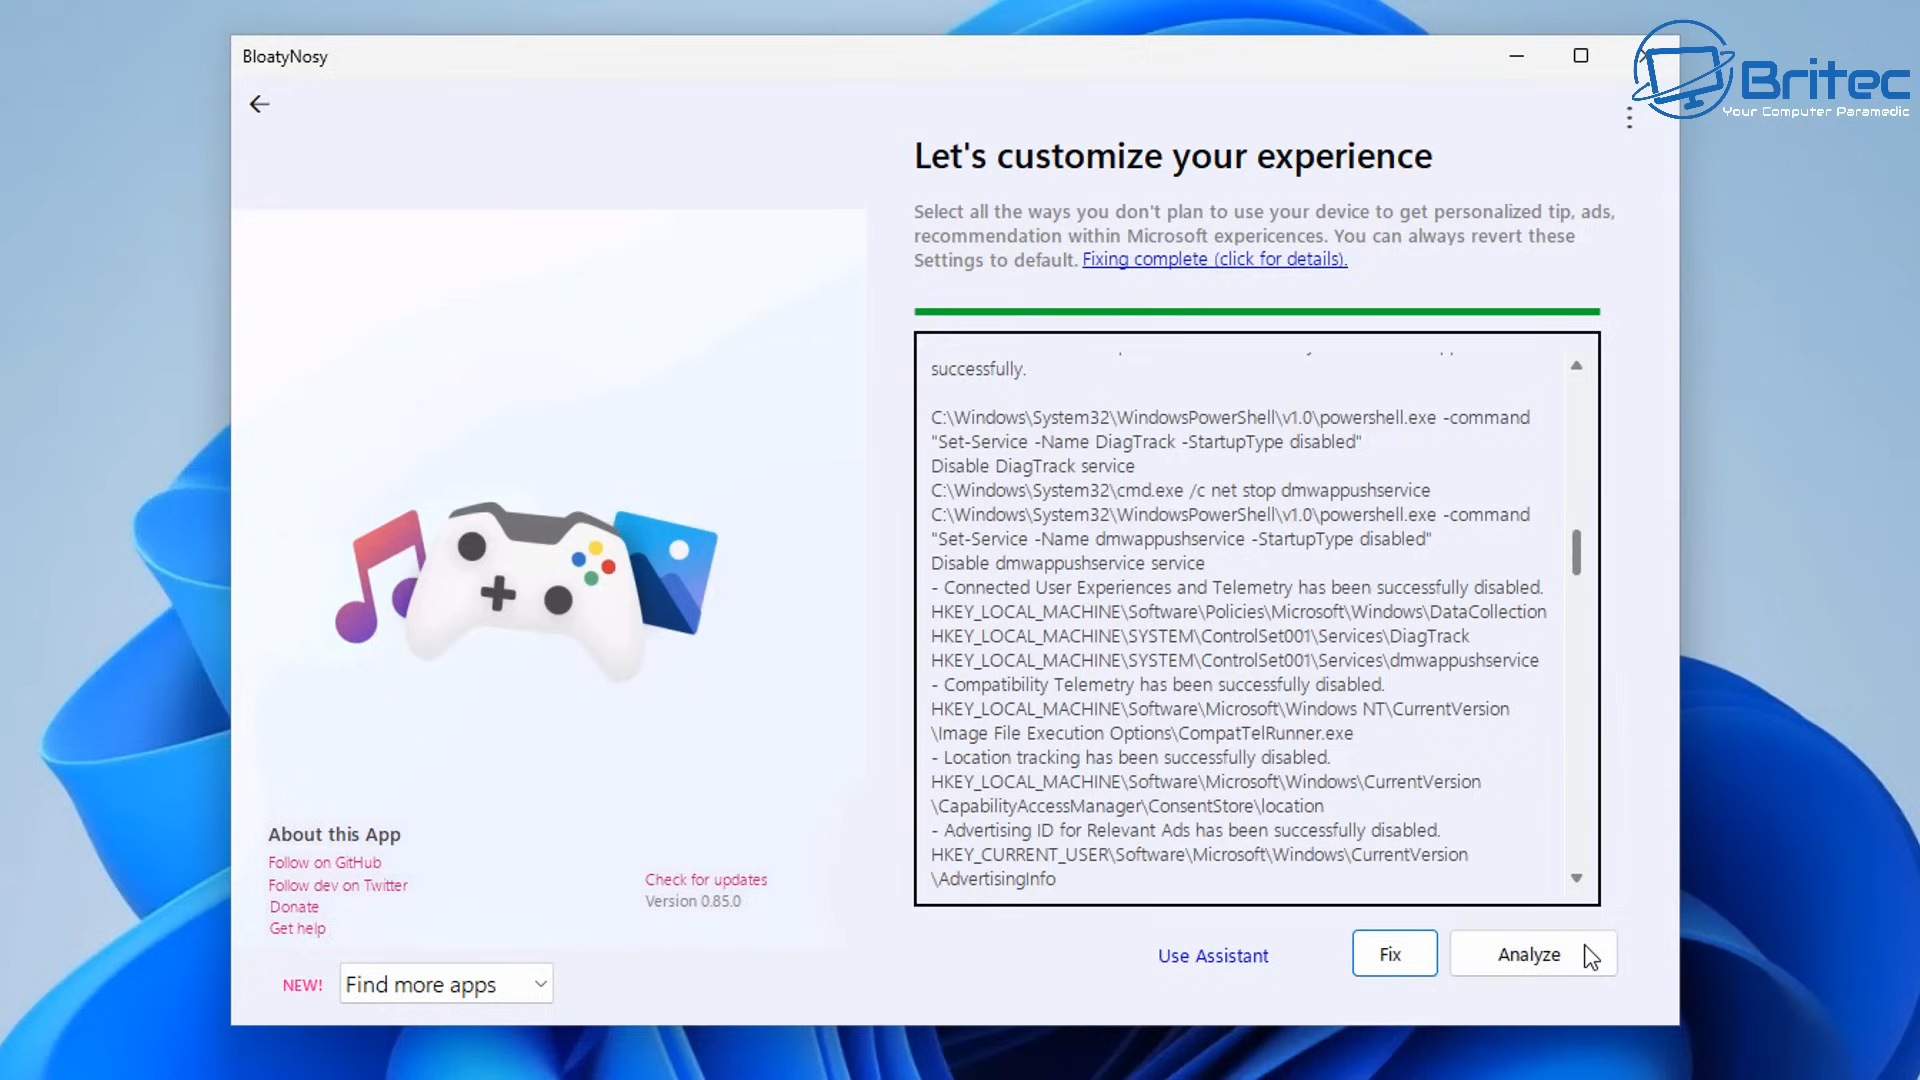 BloatyNosy
Britec
Your Computer Paramedic
Let's customize your experience
Select all the ways you don't plan to use your device to get personalized tip, ads,
recommendation within Microsoft expericences. You can always revert these
Settings to default. Fixing complete (click for details).
successfully.
C:\Windows\System32\WindowsPowerShell\v1.0\powershell.exe -command
"Set-Service -Name DiagTrack -StartupType disabled"
Disable DiagTrack service
C:\Windows\System32\cmd.exe /c net stop dmwappushservice
C:\Windows\System32\WindowsPowerShell\v1.0\powershell.exe -command
"Set-Service -Name dmwappushservice -StartupType disabled"
Disable dmwappushservice service
- Connected User Experiences and Telemetry has been successfully disabled.
HKEY_LOCAL_MACHINE\Software\Policies\Microsoft\Windows\DataCollection
HKEY_LOCAL_MACHINE\SYSTEM\ControlSet001\Services\DiagTrack
HKEY_LOCAL_MACHINE\SYSTEM\ControlSet001\Services\dmwappushservice
- Compatibility Telemetry has been successfully disabled.
HKEY_LOCAL_MACHINE\Software\Microsoft\Windows NT\CurrentVersion
\Image File Execution Options\CompatTelRunner.exe
- Location tracking has been successfully disabled.
HKEY_LOCAL_MACHINE\Software\Microsoft\Windows\CurrentVersion
\CapabilityAccessManager\ConsentStore\location
- Advertising ID for Relevant Ads has been successfully disabled.
HKEY_CURRENT_USER\Software\Microsoft\Windows\CurrentVersion
\AdvertisingInfo
About this App
Follow on GitHub
Follow dev on Twitter
Donate
Get help
Check for updates
Version 0.85.0
NEW! Find more apps
Use Assistant
Fix
Analyze